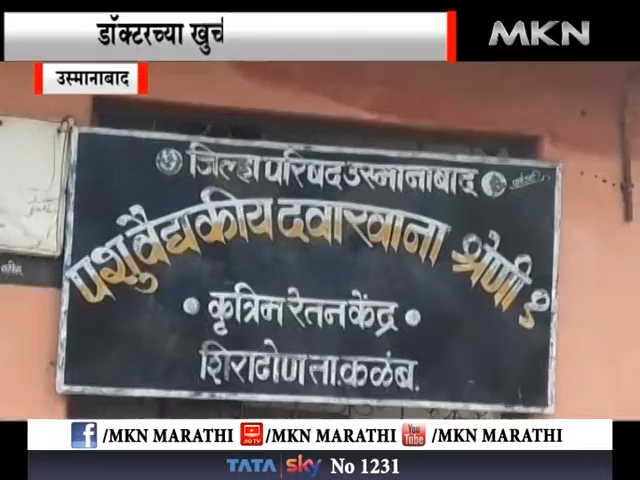 डॉक्टरच्या खुर्च
MKN
उस्मानाबाद
जिल्हा परिषद उस्मानाबाद
पशुवैद्यकीय दवाखाना श्रेणी १
कृत्रिम रेतन केंद्र
शिराढोण ता.कळंब.
/MKN MARATHI /MKN MARATHI /MKN MARATHI
TATA sky No 1231